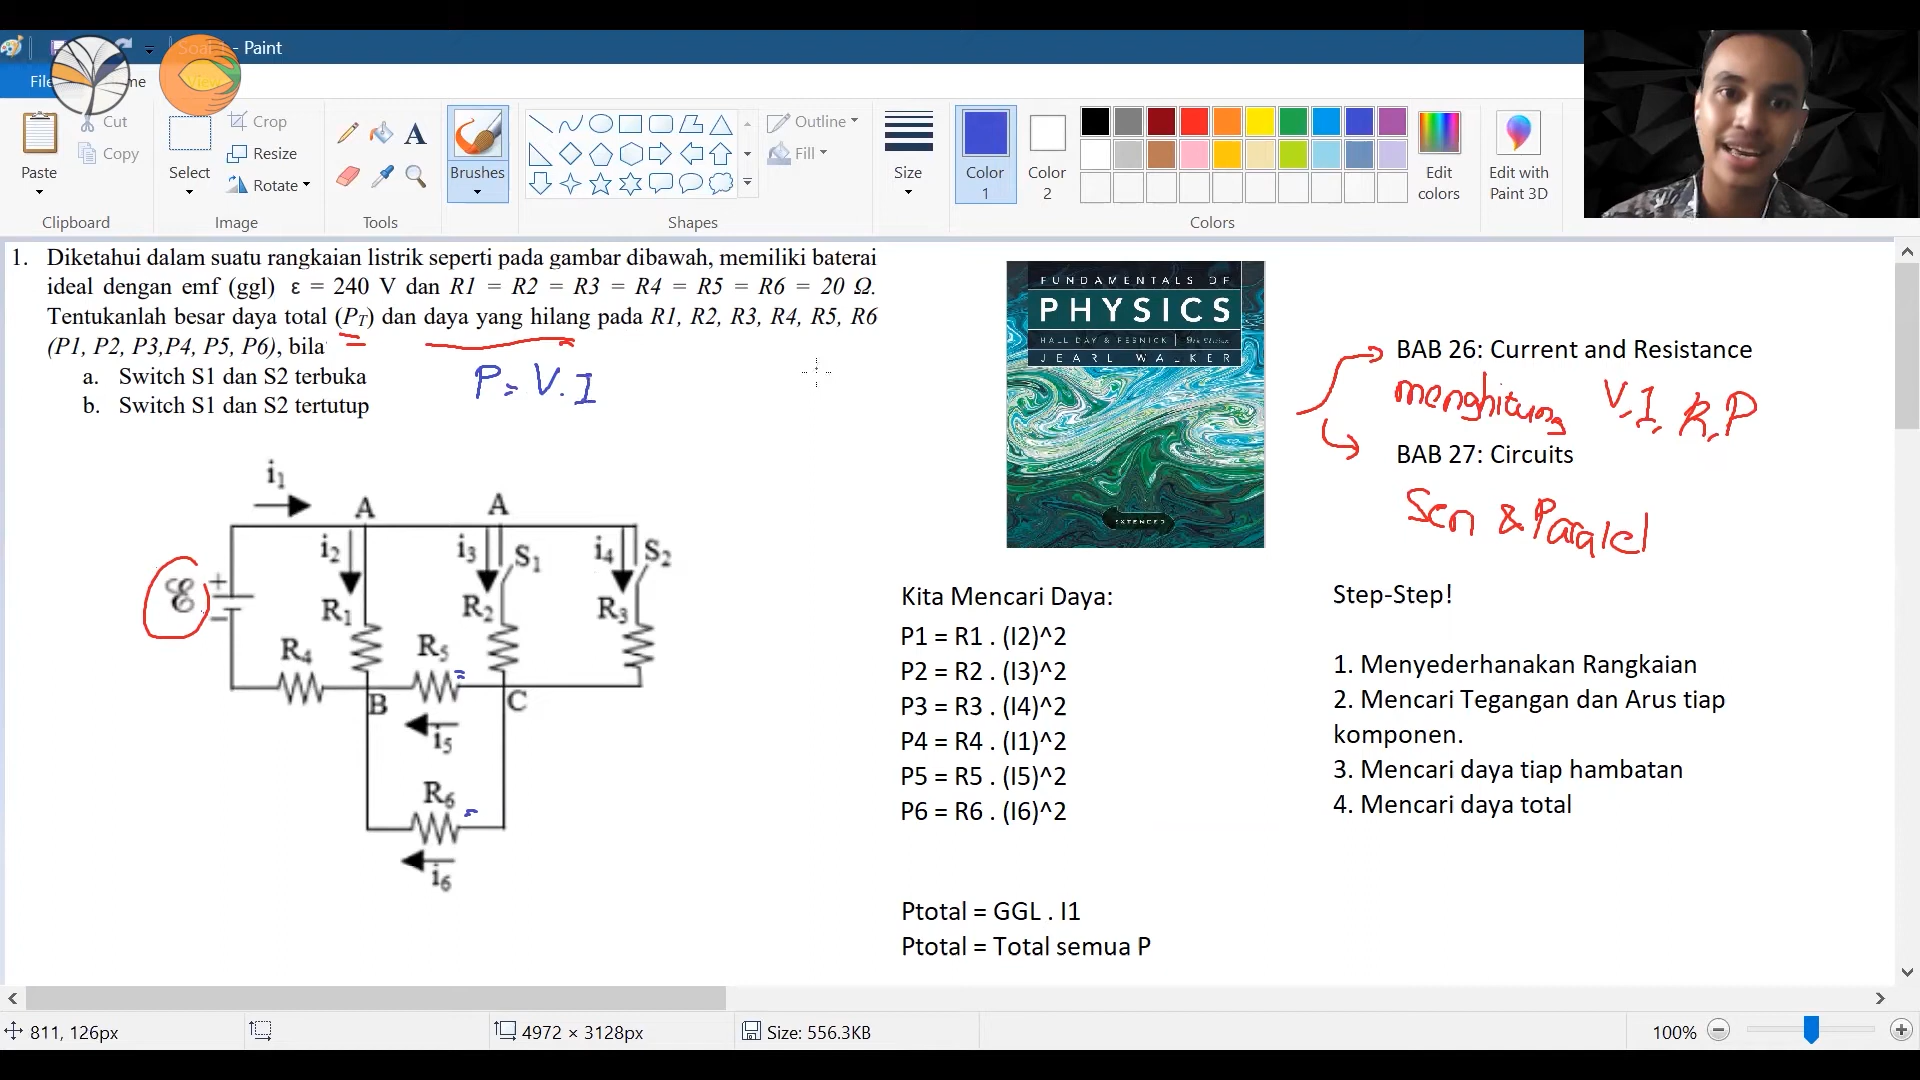 Soal - Paint
File
Home
View
Paste
Cut
Copy
Clipboard
Select
Crop
Resize
Rotate
Image
Tools
Brushes
Shapes
Outline
Fill
Size
Color 1
Color 2
Colors
Edit colors
Edit with Paint 3D
1. Diketahui dalam suatu rangkaian listrik seperti pada gambar dibawah, memiliki baterai
ideal dengan emf (ggl) ε = 240 V dan R1 = R2 = R3 = R4 = R5 = R6 = 20 Ω.
Tentukanlah besar daya total (PT) dan daya yang hilang pada R1, R2, R3, R4, R5, R6
(P1, P2, P3,P4, P5, P6), bila
a. Switch S1 dan S2 terbuka
b. Switch S1 dan S2 tertutup
P = V . I
i1
A
A
i2
i3
S1
i4
S2
ℰ
+
−
R1
R2
R3
R4
R5
B
C
i5
R6
i6
FUNDAMENTALS OF
PHYSICS
HALLIDAY & RESNICK | 9th Edition
JEARL WALKER
EXTENDED
BAB 26: Current and Resistance
menghitung V, I, R, P
BAB 27: Circuits
Seri & Paralel
Kita Mencari Daya:
P1 = R1 . (I2)^2
P2 = R2 . (I3)^2
P3 = R3 . (I4)^2
P4 = R4 . (I1)^2
P5 = R5 . (I5)^2
P6 = R6 . (I6)^2
Ptotal = GGL . I1
Ptotal = Total semua P
Step-Step!
1. Menyederhanakan Rangkaian
2. Mencari Tegangan dan Arus tiap
komponen.
3. Mencari daya tiap hambatan
4. Mencari daya total
811, 126px
4972 × 3128px
Size: 556.3KB
100%